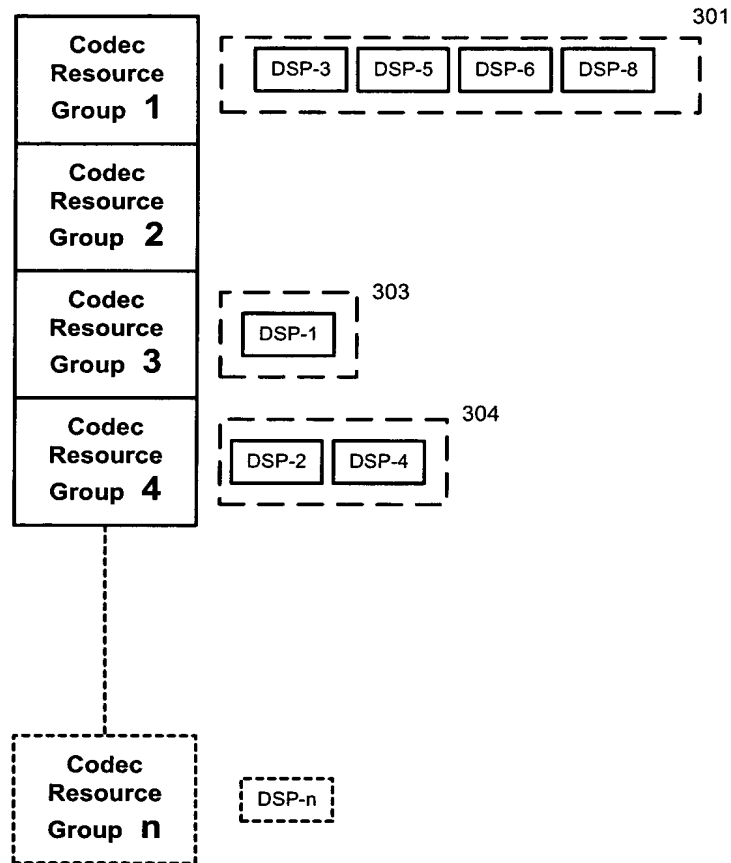 301
Codec
Resource
Group 1
DSP-3 DSP-5 DSP-6 DSP-8
Codec
Resource
Group 2
Codec
Resource
Group 3
303
DSP-1
Codec
Resource
Group 4
304
DSP-2 DSP-4
Codec
Resource
Group n
DSP-n